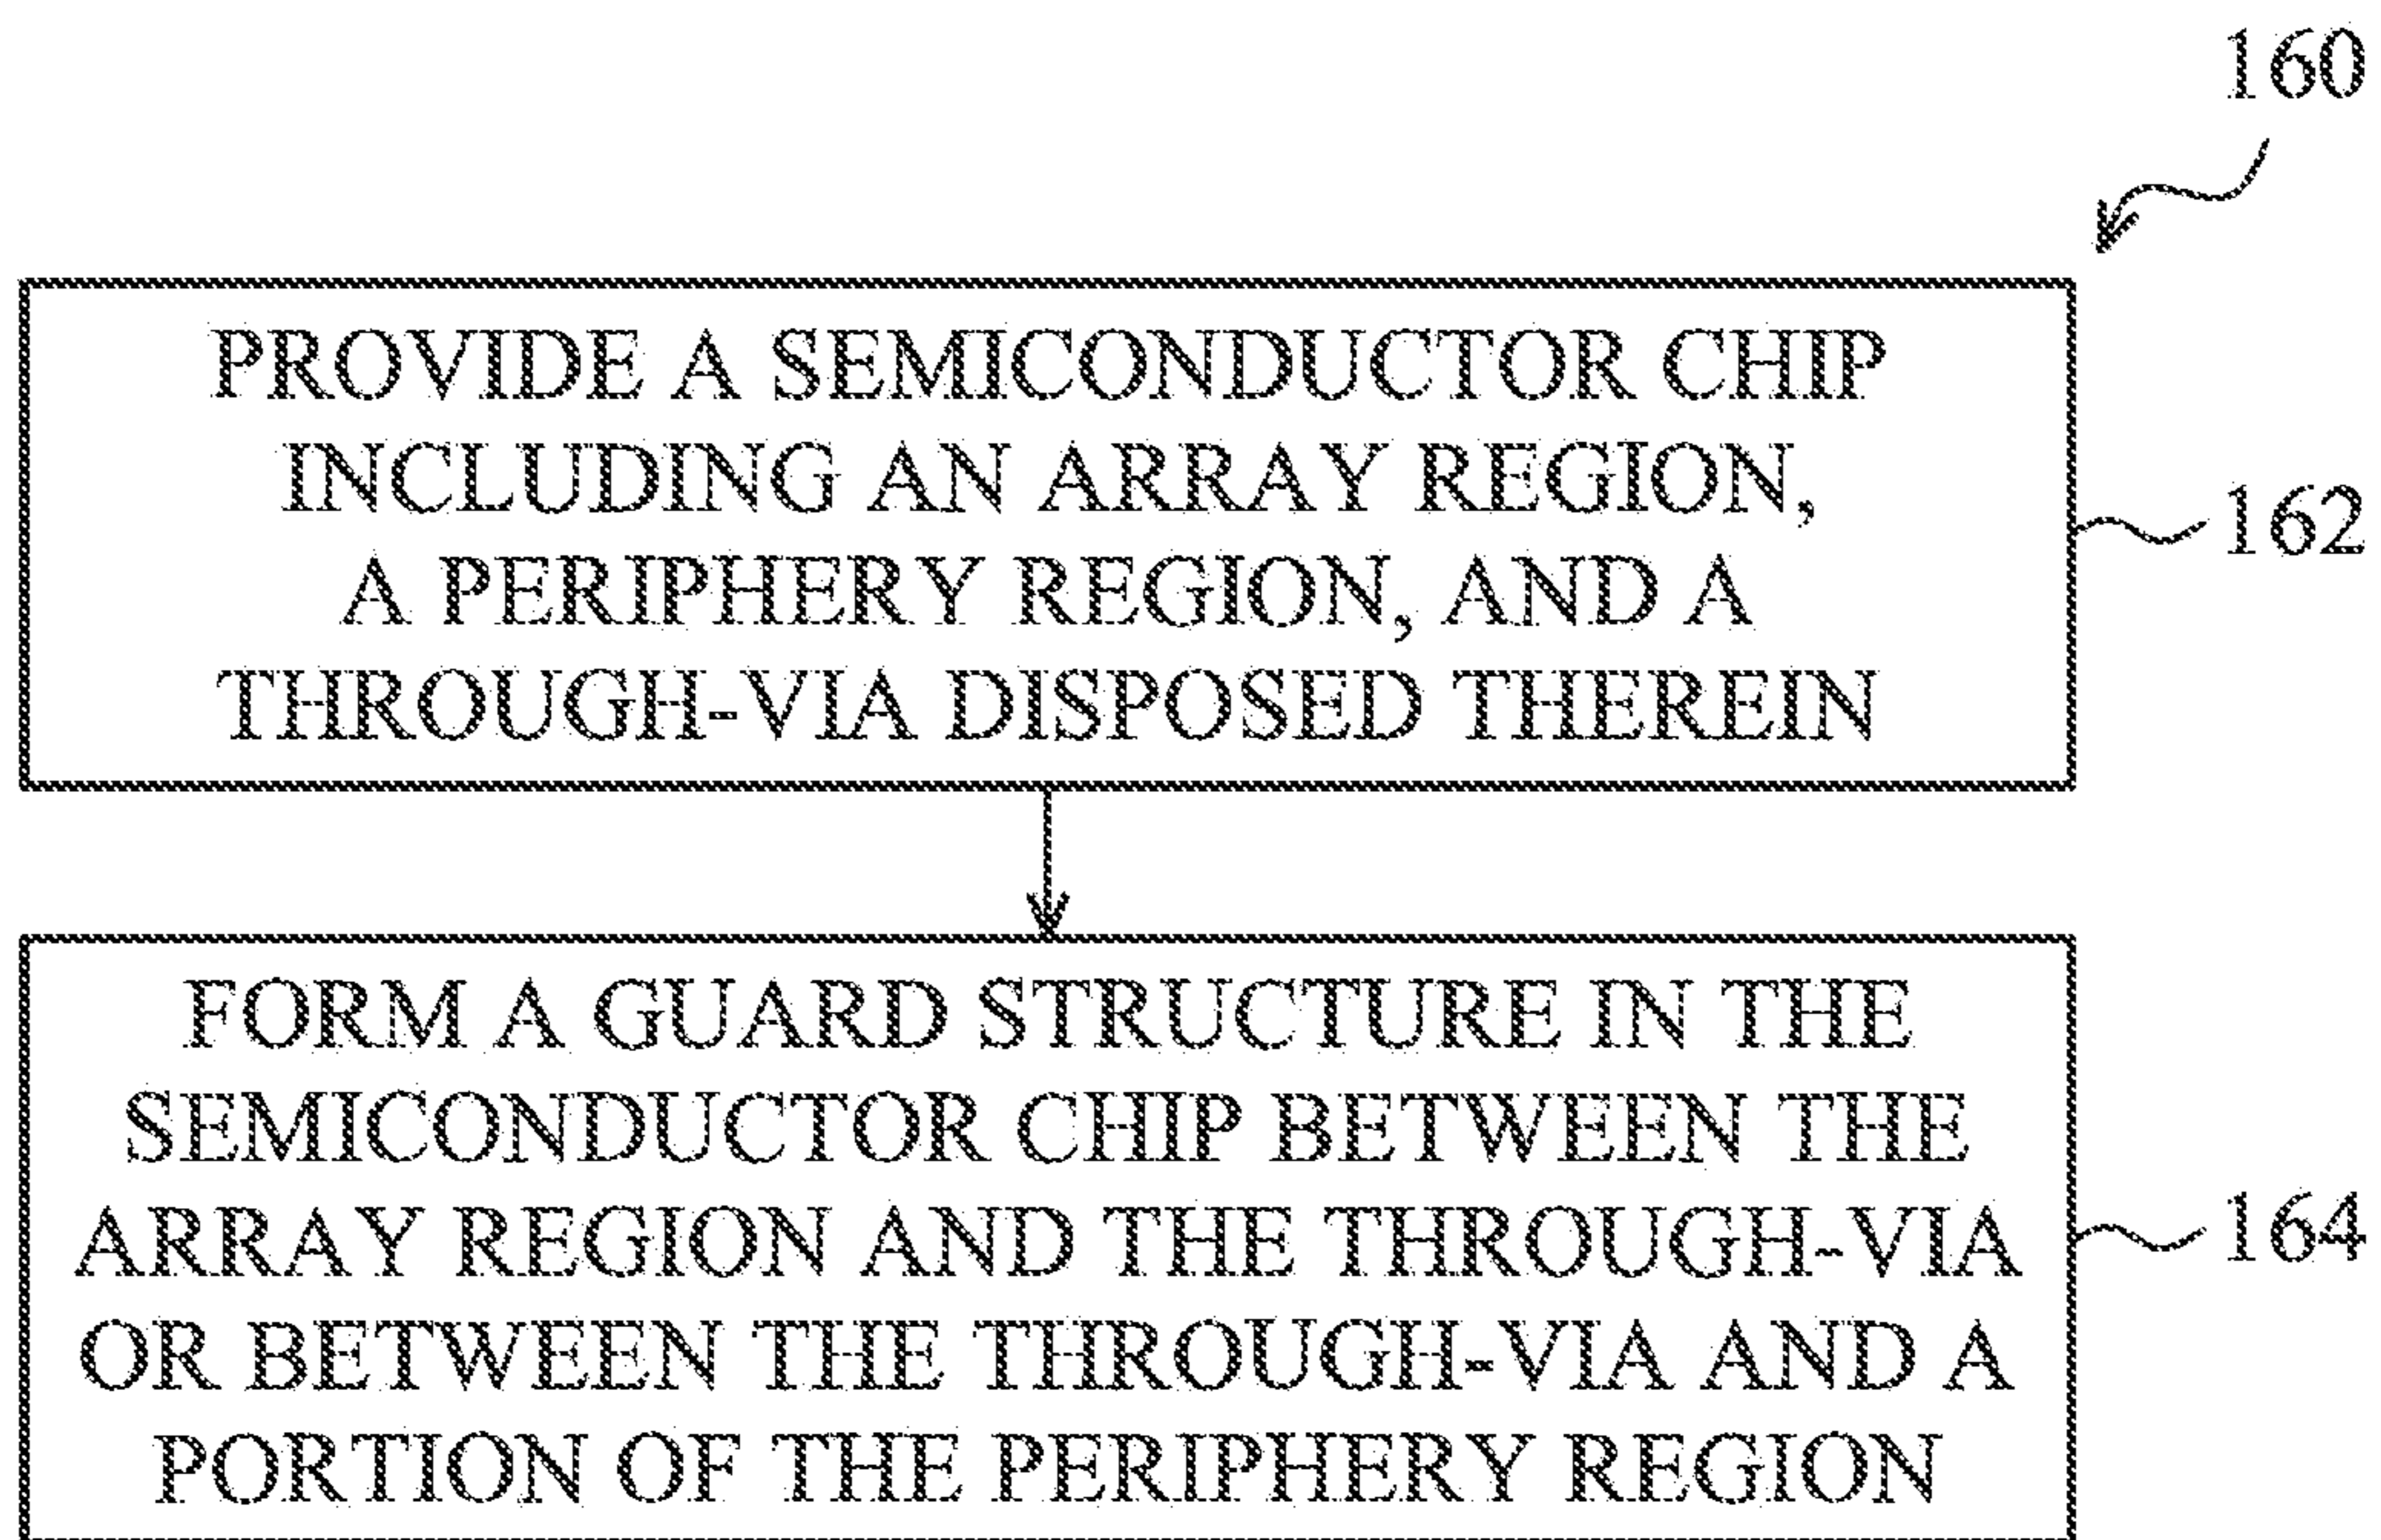 160
PROVIDE A SEMICONDUCTOR CHIP
INCLUDING AN ARRAY REGION,
A PERIPHERY REGION, AND A
THROUGH-VIA DISPOSED THEREIN
162
FORM A GUARD STRUCTURE IN THE
SEMICONDUCTOR CHIP BETWEEN THE
ARRAY REGION AND THE THROUGH-VIA
OR BETWEEN THE THROUGH-VIA AND A
PORTION OF THE PERIPHERY REGION
164